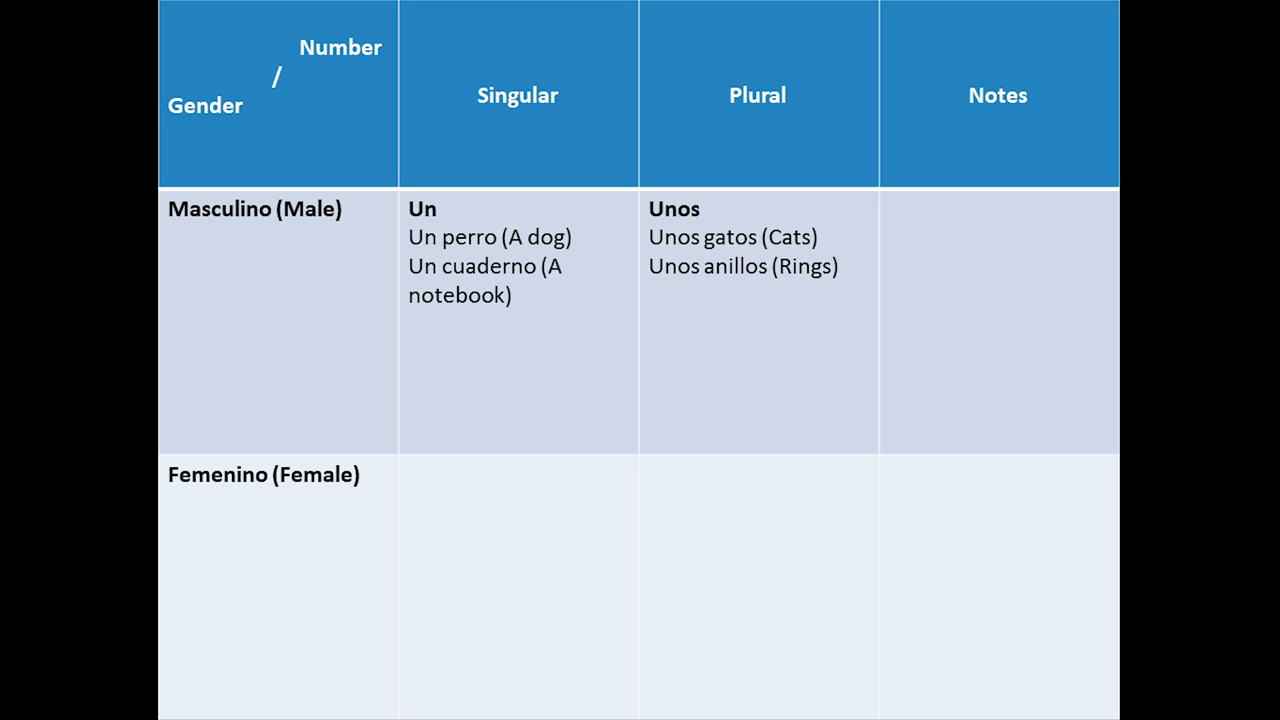 Number
/
Gender
Singular
Plural
Notes
Masculino (Male)
Un
Un perro (A dog)
Un cuaderno (A
notebook)
Unos
Unos gatos (Cats)
Unos anillos (Rings)
Femenino (Female)